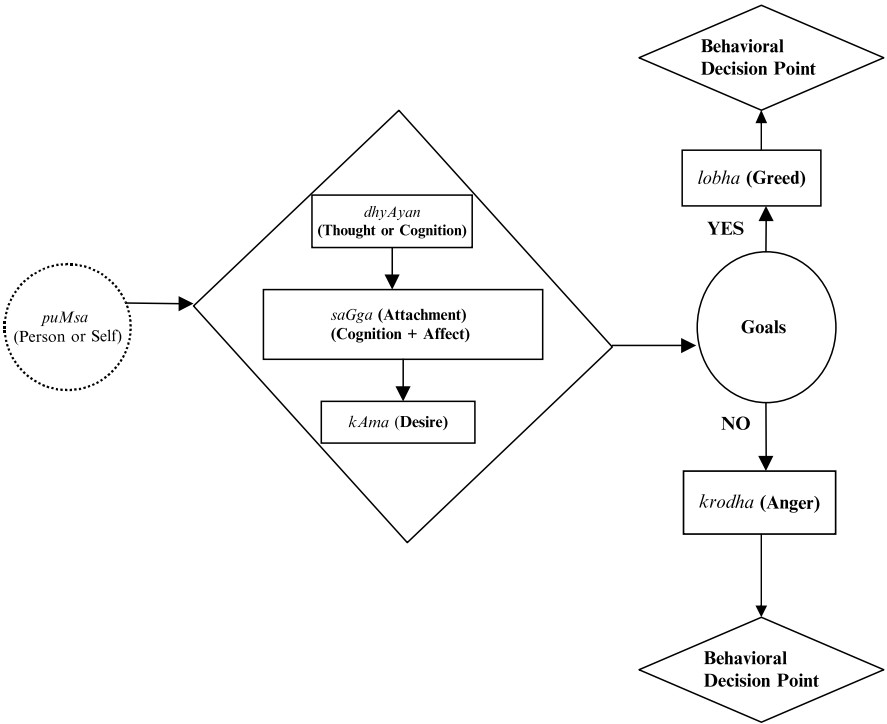 puMsa
(Person or Self)
dhyAyan
(Thought or Cognition)
saGga (Attachment)
(Cognition + Affect)
kAma (Desire)
Goals
YES
lobha (Greed)
Behavioral
Decision Point
NO
krodha (Anger)
Behavioral
Decision Point